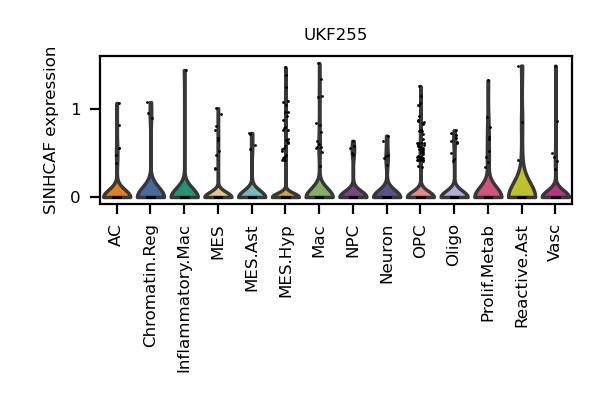 UKF255
SINHCAF expression
1
0
AC
Chromatin.Reg
Inflammatory.Mac
MES
MES.Ast
MES.Hyp
Mac
NPC
Neuron
OPC
Oligo
Prolif.Metab
Reactive.Ast
Vasc